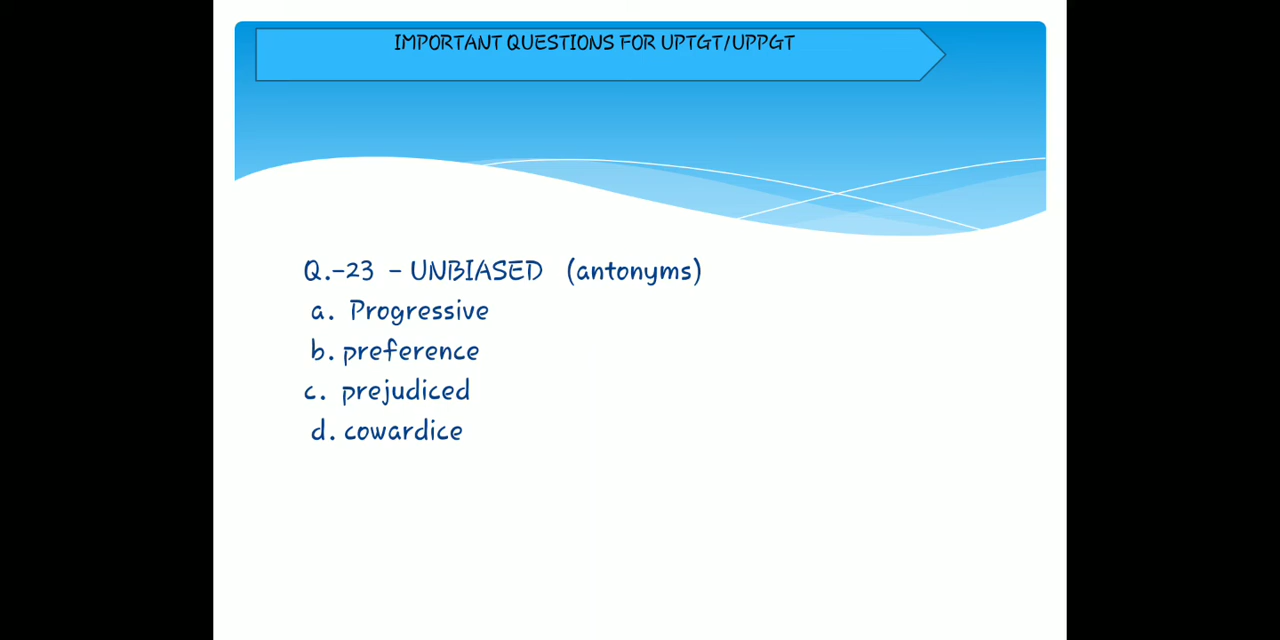 IMPORTANT QUESTIONS FOR UPTGT/UPPGT
Q.-23 - UNBIASED (antonyms)
a. Progressive
b. preference
c. prejudiced
d. cowardice